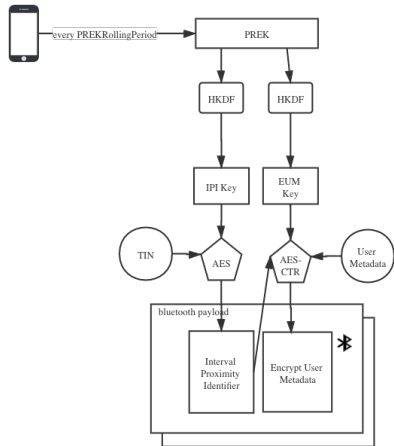 every PREKRollingPeriod
PREK
HKDF
HKDF
IPI Key
EUM
Key
TIN
AES
AES-
CTR
User
Metadata
bluetooth payload
Interval
Proximity
Identifier
Encrypt User
Metadata